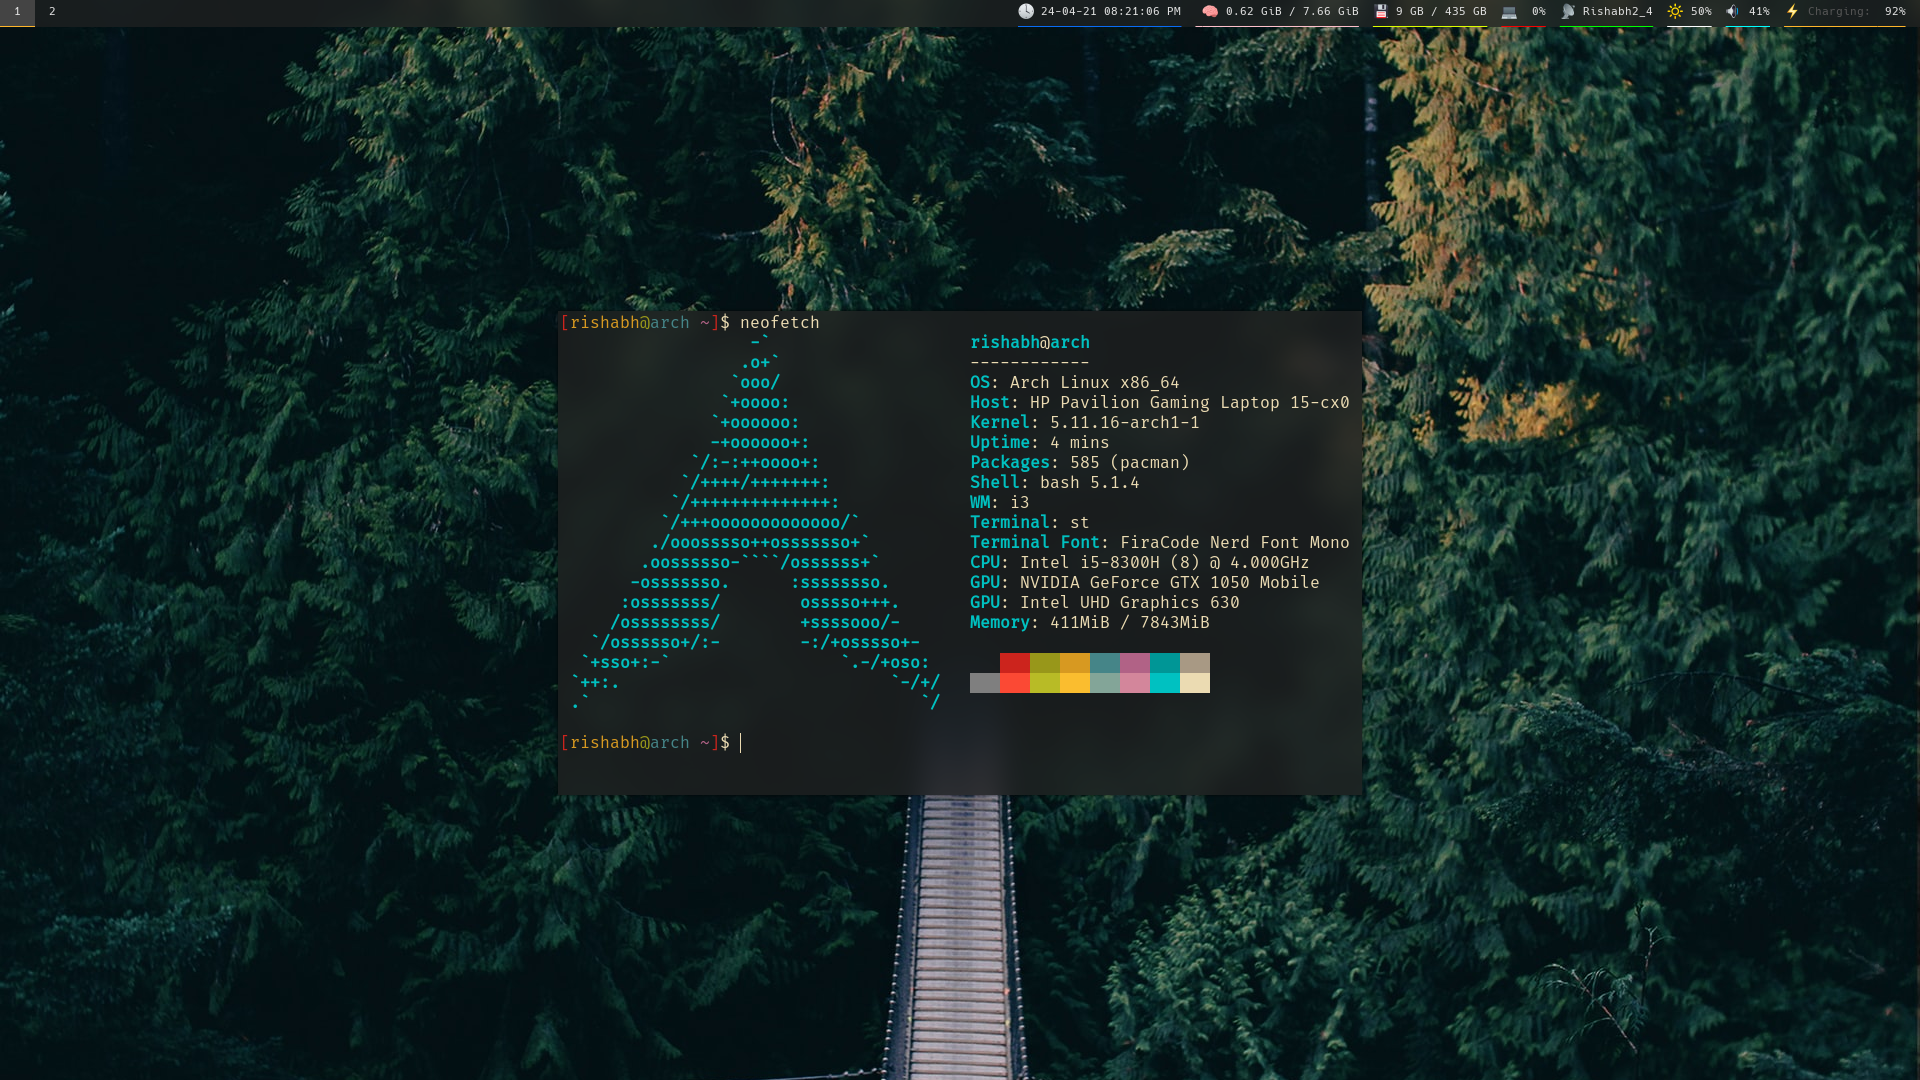 1 2 24-04-21 08:21:06 PM 0.62 GiB / 7.66 GiB 9 GB / 435 GB 0% Rishabh2_4 50% 41% Charging: 92%
[rishabh@arch ~]$ neofetch
-` rishabh@arch
.o+` ------------
`ooo/ OS: Arch Linux x86_64
`+oooo: Host: HP Pavilion Gaming Laptop 15-cx0
`+oooooo: Kernel: 5.11.16-arch1-1
-+oooooo+: Uptime: 4 mins
`/:-:++oooo+: Packages: 585 (pacman)
`/++++/+++++++: Shell: bash 5.1.4
`/++++++++++++++: WM: i3
`/+++ooooooooooooo/` Terminal: st
./ooosssso++osssssso+` Terminal Font: FiraCode Nerd Font Mono
.oossssso-````/ossssss+` CPU: Intel i5-8300H (8) @ 4.000GHz
-osssssso. :ssssssso. GPU: NVIDIA GeForce GTX 1050 Mobile
:osssssss/ osssso+++. GPU: Intel UHD Graphics 630
/ossssssss/ +ssssooo/- Memory: 411MiB / 7843MiB
`/ossssso+/:- -:/+osssso+-
`+sso+:-` `.-/+oso:
`++:. `-/+/
.` `/
[rishabh@arch ~]$